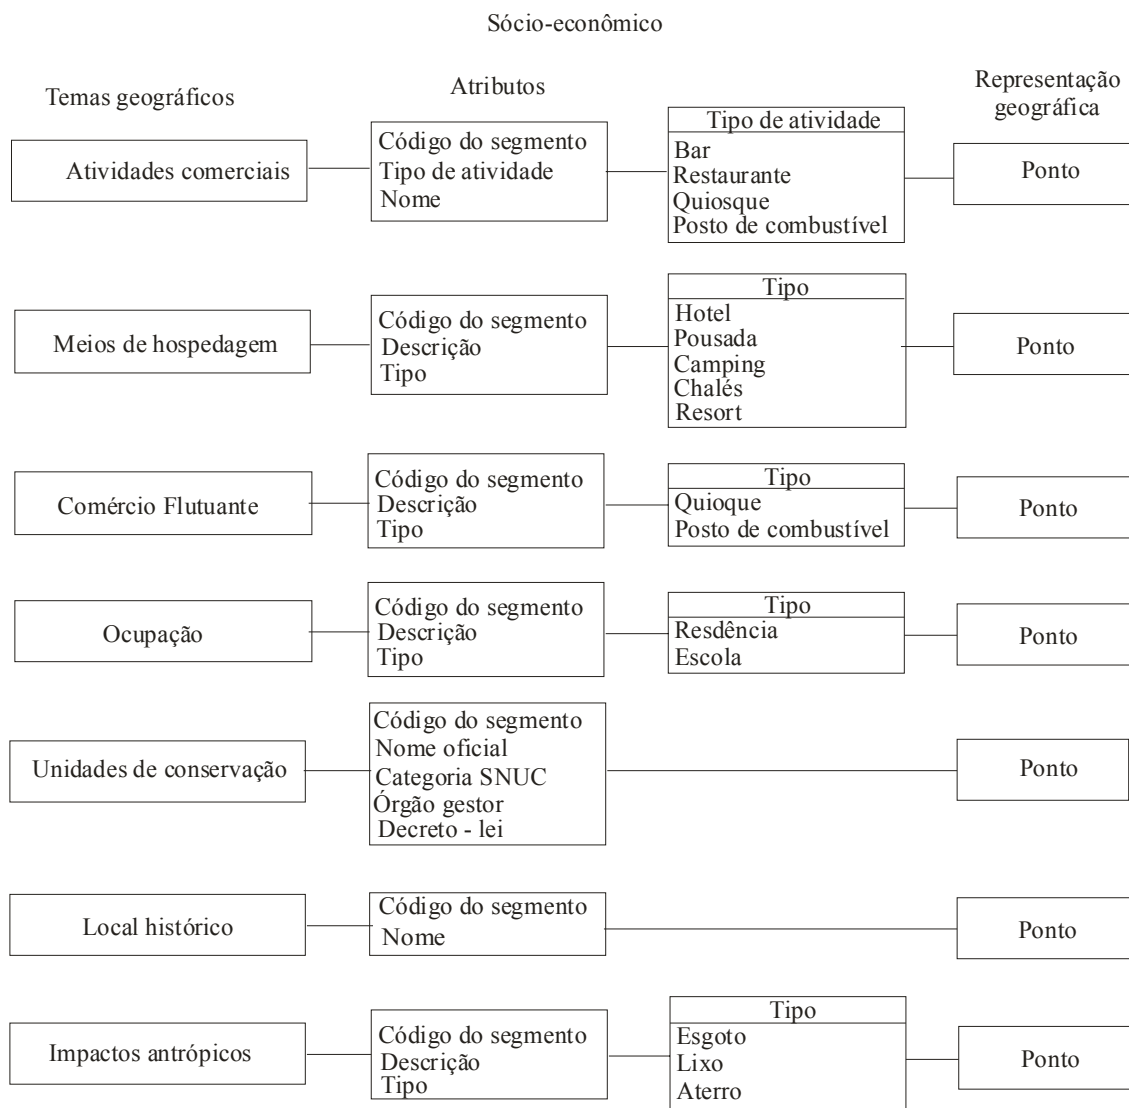 Sócio-econômico
Temas geográficos
Atributos
Representação
geográfica
Atividades comerciais
Código do segmento
Tipo de atividade
Nome
Tipo de atividade
Bar
Restaurante
Quiosque
Posto de combustível
Ponto
Meios de hospedagem
Código do segmento
Descrição
Tipo
Tipo
Hotel
Pousada
Camping
Chalés
Resort
Ponto
Comércio Flutuante
Código do segmento
Descrição
Tipo
Tipo
Quioque
Posto de combustível
Ponto
Ocupação
Código do segmento
Descrição
Tipo
Tipo
Resdência
Escola
Ponto
Unidades de conservação
Código do segmento
Nome oficial
Categoria SNUC
Órgão gestor
Decreto - lei
Ponto
Local histórico
Código do segmento
Nome
Ponto
Impactos antrópicos
Código do segmento
Descrição
Tipo
Tipo
Esgoto
Lixo
Aterro
Ponto